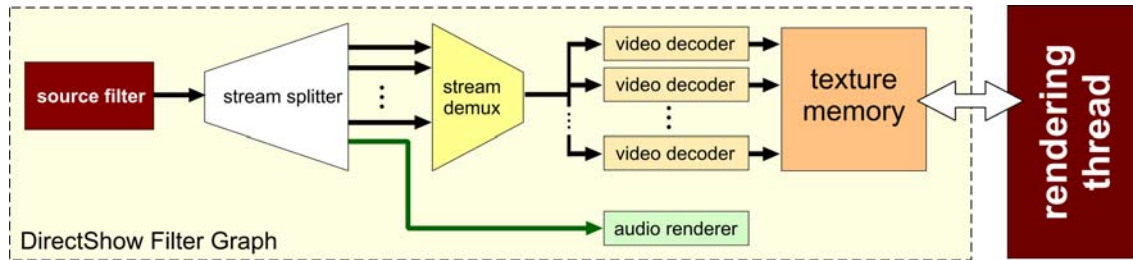 source filter
stream splitter
stream
demux
video decoder
video decoder
video decoder
texture
memory
rendering
thread
audio renderer
DirectShow Filter Graph